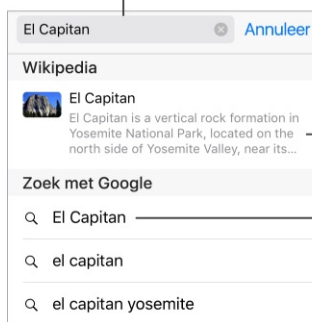 El Capitan Annuleer
Wikipedia
El Capitan
El Capitan is a vertical rock formation in
Yosemite National Park, located on the
north side of Yosemite Valley, near its...
Zoek met Google
El Capitan
el capitan
el capitan yosemite